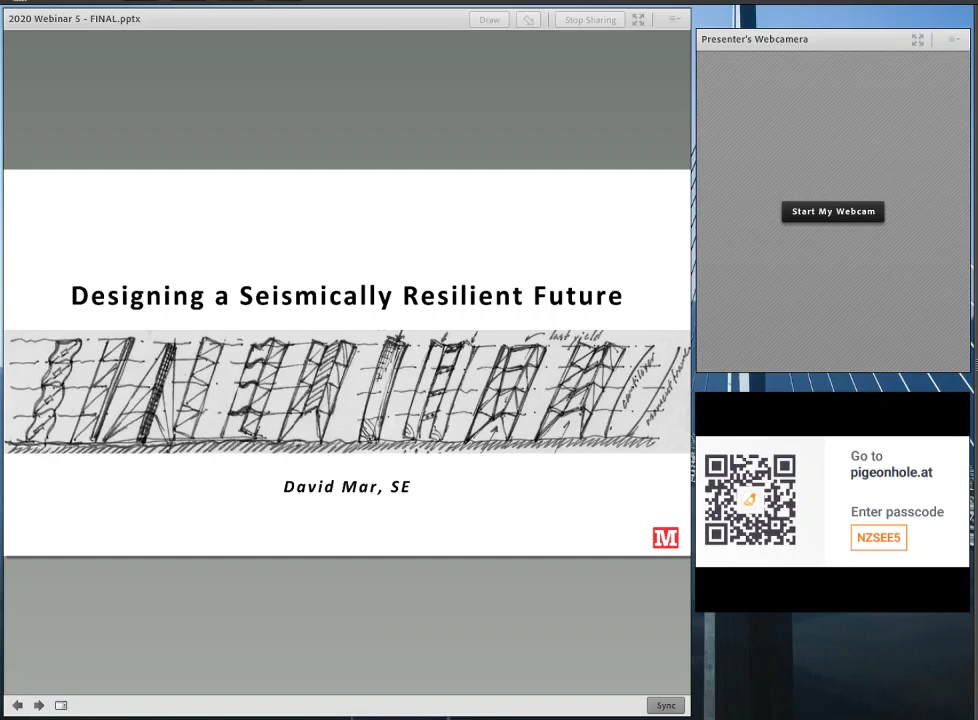 2020 Webinar 5 - FINAL.pptx
Draw
Stop Sharing
Presenter's Webcamera
Start My Webcam
Designing a Seismically Resilient Future
last yield
cantilever
moment frame
David Mar, SE
M
Go to
pigeonhole.at
Enter passcode
NZSEE5
Sync